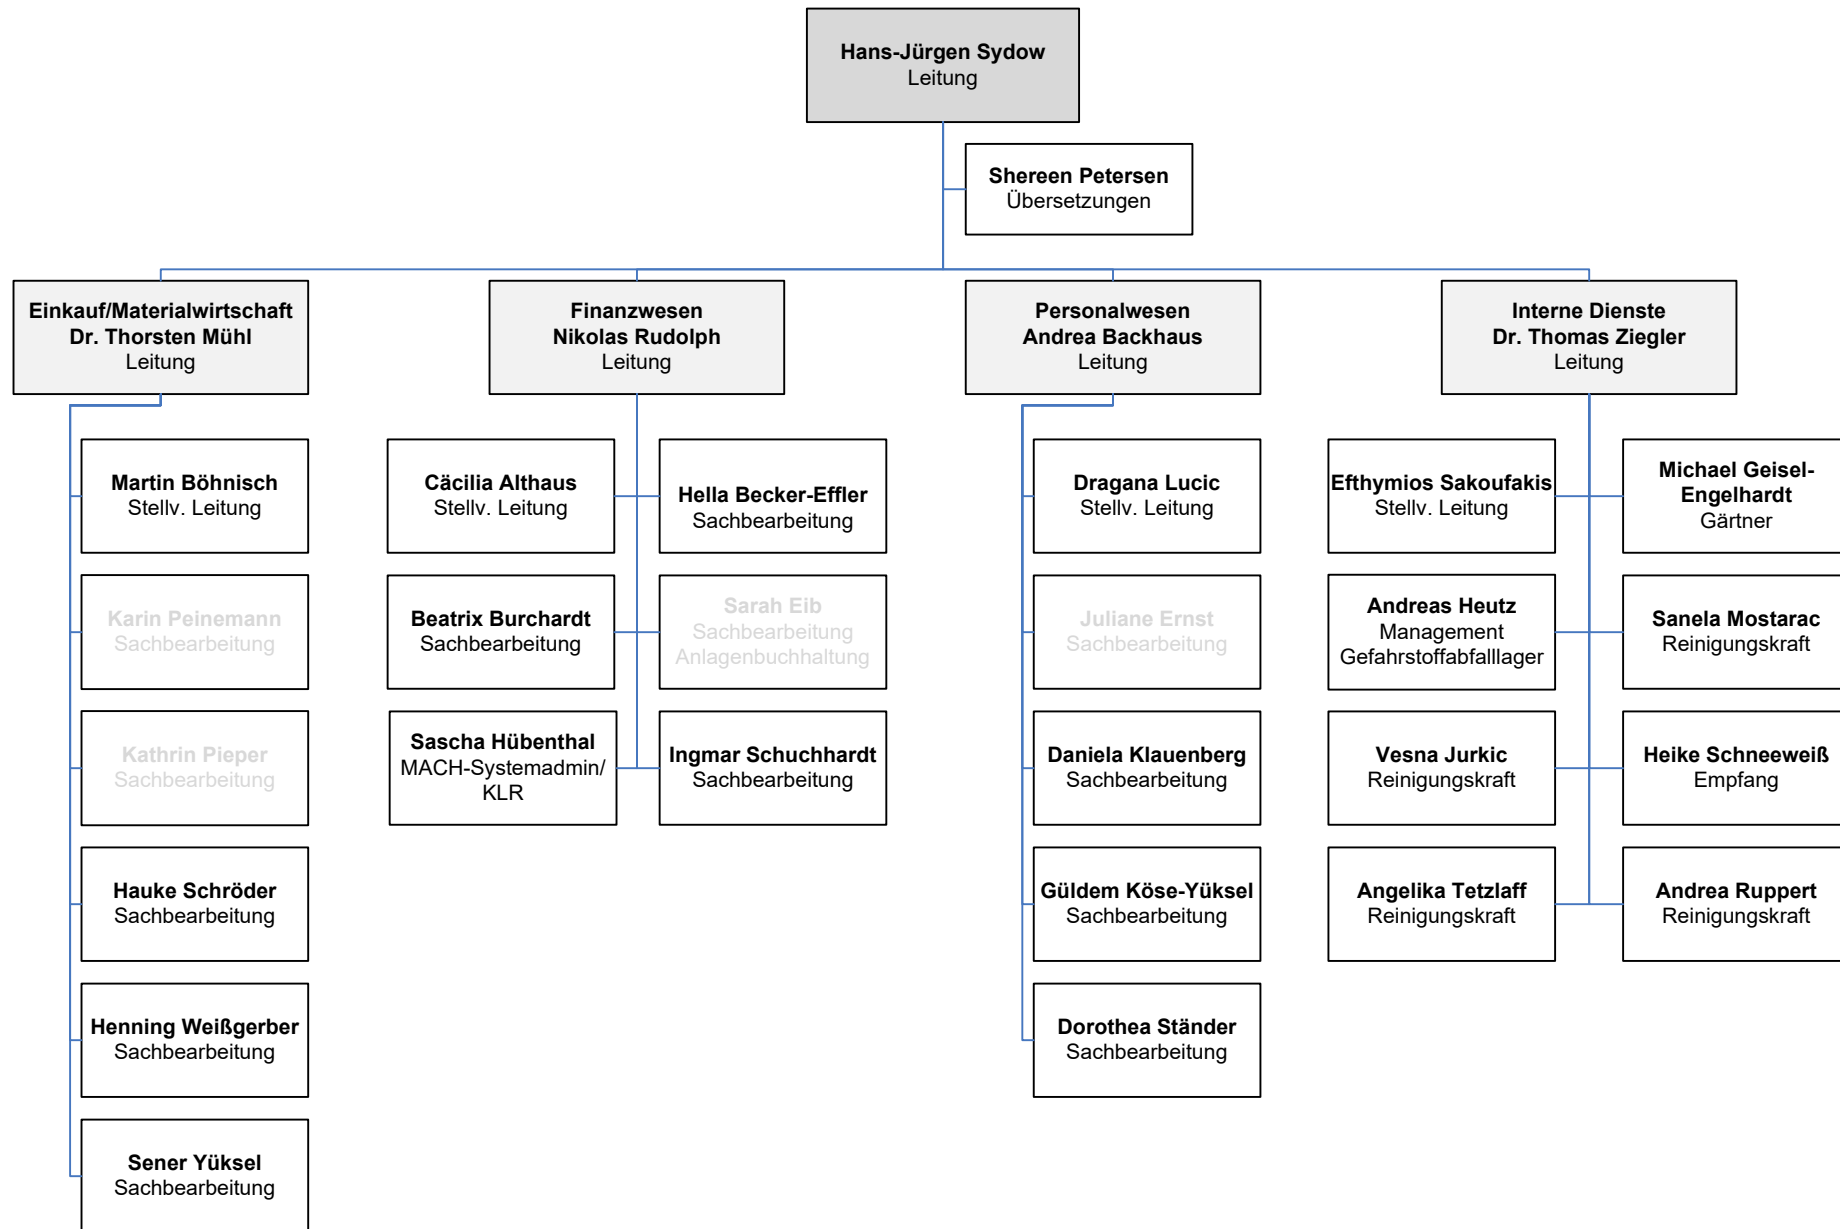 Hans-Jürgen Sydow
Leitung
Shereen Petersen
Übersetzungen
Einkauf/Materialwirtschaft
Dr. Thorsten Mühl
Leitung
Finanzwesen
Nikolas Rudolph
Leitung
Personalwesen
Andrea Backhaus
Leitung
Interne Dienste
Dr. Thomas Ziegler
Leitung
Martin Böhnisch
Stellv. Leitung
Karin Peinemann
Sachbearbeitung
Kathrin Pieper
Sachbearbeitung
Hauke Schröder
Sachbearbeitung
Henning Weißgerber
Sachbearbeitung
Sener Yüksel
Sachbearbeitung
Cäcilia Althaus
Stellv. Leitung
Hella Becker-Effler
Sachbearbeitung
Beatrix Burchardt
Sachbearbeitung
Sarah Eib
Sachbearbeitung
Anlagenbuchhaltung
Sascha Hübenthal
MACH-Systemadmin/
KLR
Ingmar Schuchhardt
Sachbearbeitung
Dragana Lucic
Stellv. Leitung
Juliane Ernst
Sachbearbeitung
Daniela Klauenberg
Sachbearbeitung
Güldem Köse-Yüksel
Sachbearbeitung
Dorothea Ständer
Sachbearbeitung
Efthymios Sakoufakis
Stellv. Leitung
Michael Geisel-
Engelhardt
Gärtner
Andreas Heutz
Management
Gefahrstoffabfalllager
Sanela Mostarac
Reinigungskraft
Vesna Jurkic
Reinigungskraft
Heike Schneeweiß
Empfang
Angelika Tetzlaff
Reinigungskraft
Andrea Ruppert
Reinigungskraft